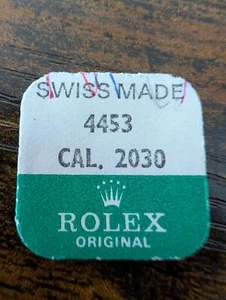 SWISS MADE
4453
CAL. 2030
ROLEX
ORIGINAL